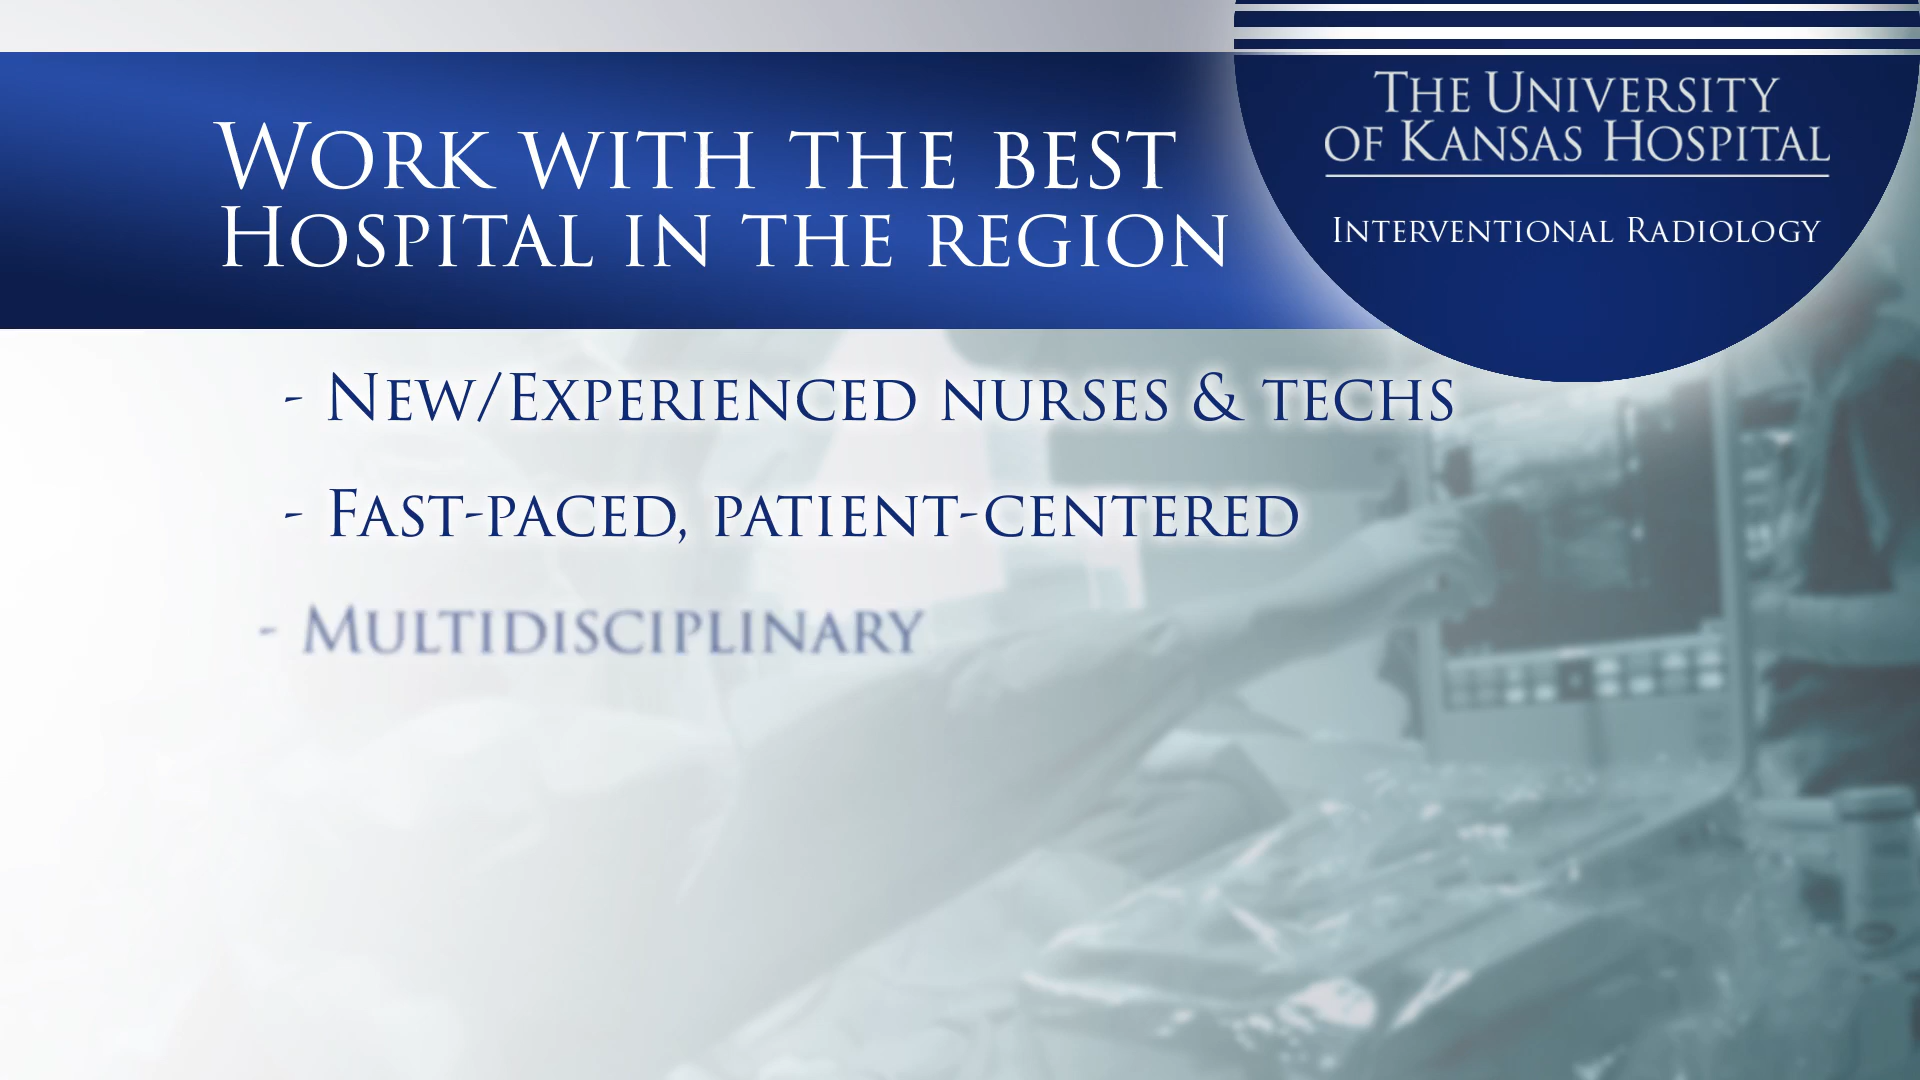 Work with the best
Hospital in the region
The University
of Kansas Hospital
Interventional Radiology
- New/Experienced nurses & techs
- Fast-paced, patient-centered
- Multidisciplinary